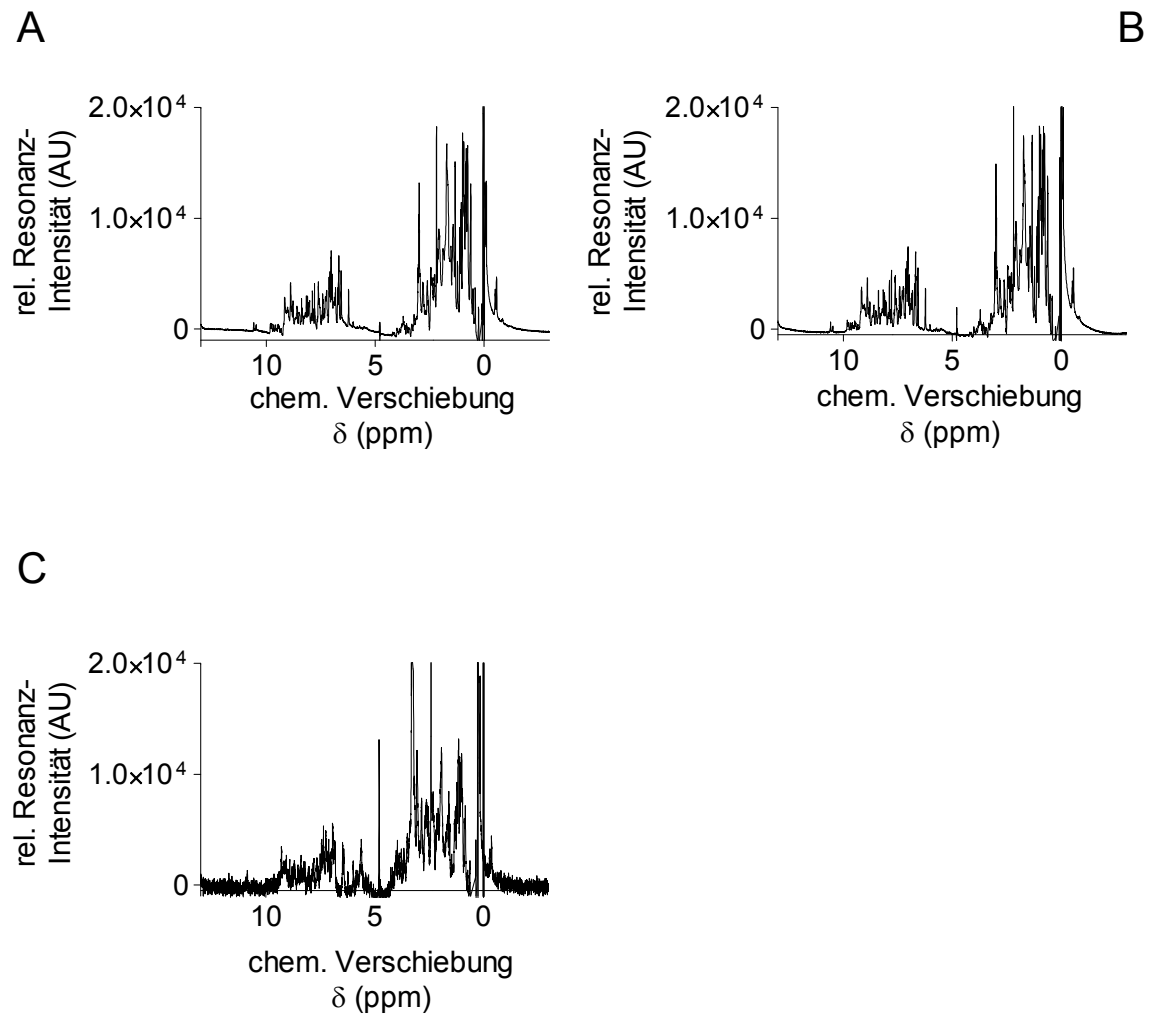 A
B
2.0×10⁴
1.0×10⁴
0
rel. Resonanz-
Intensität (AU)
10 5 0
chem. Verschiebung
δ (ppm)
2.0×10⁴
1.0×10⁴
0
rel. Resonanz-
Intensität (AU)
10 5 0
chem. Verschiebung
δ (ppm)
C
2.0×10⁴
1.0×10⁴
0
rel. Resonanz-
Intensität (AU)
10 5 0
chem. Verschiebung
δ (ppm)